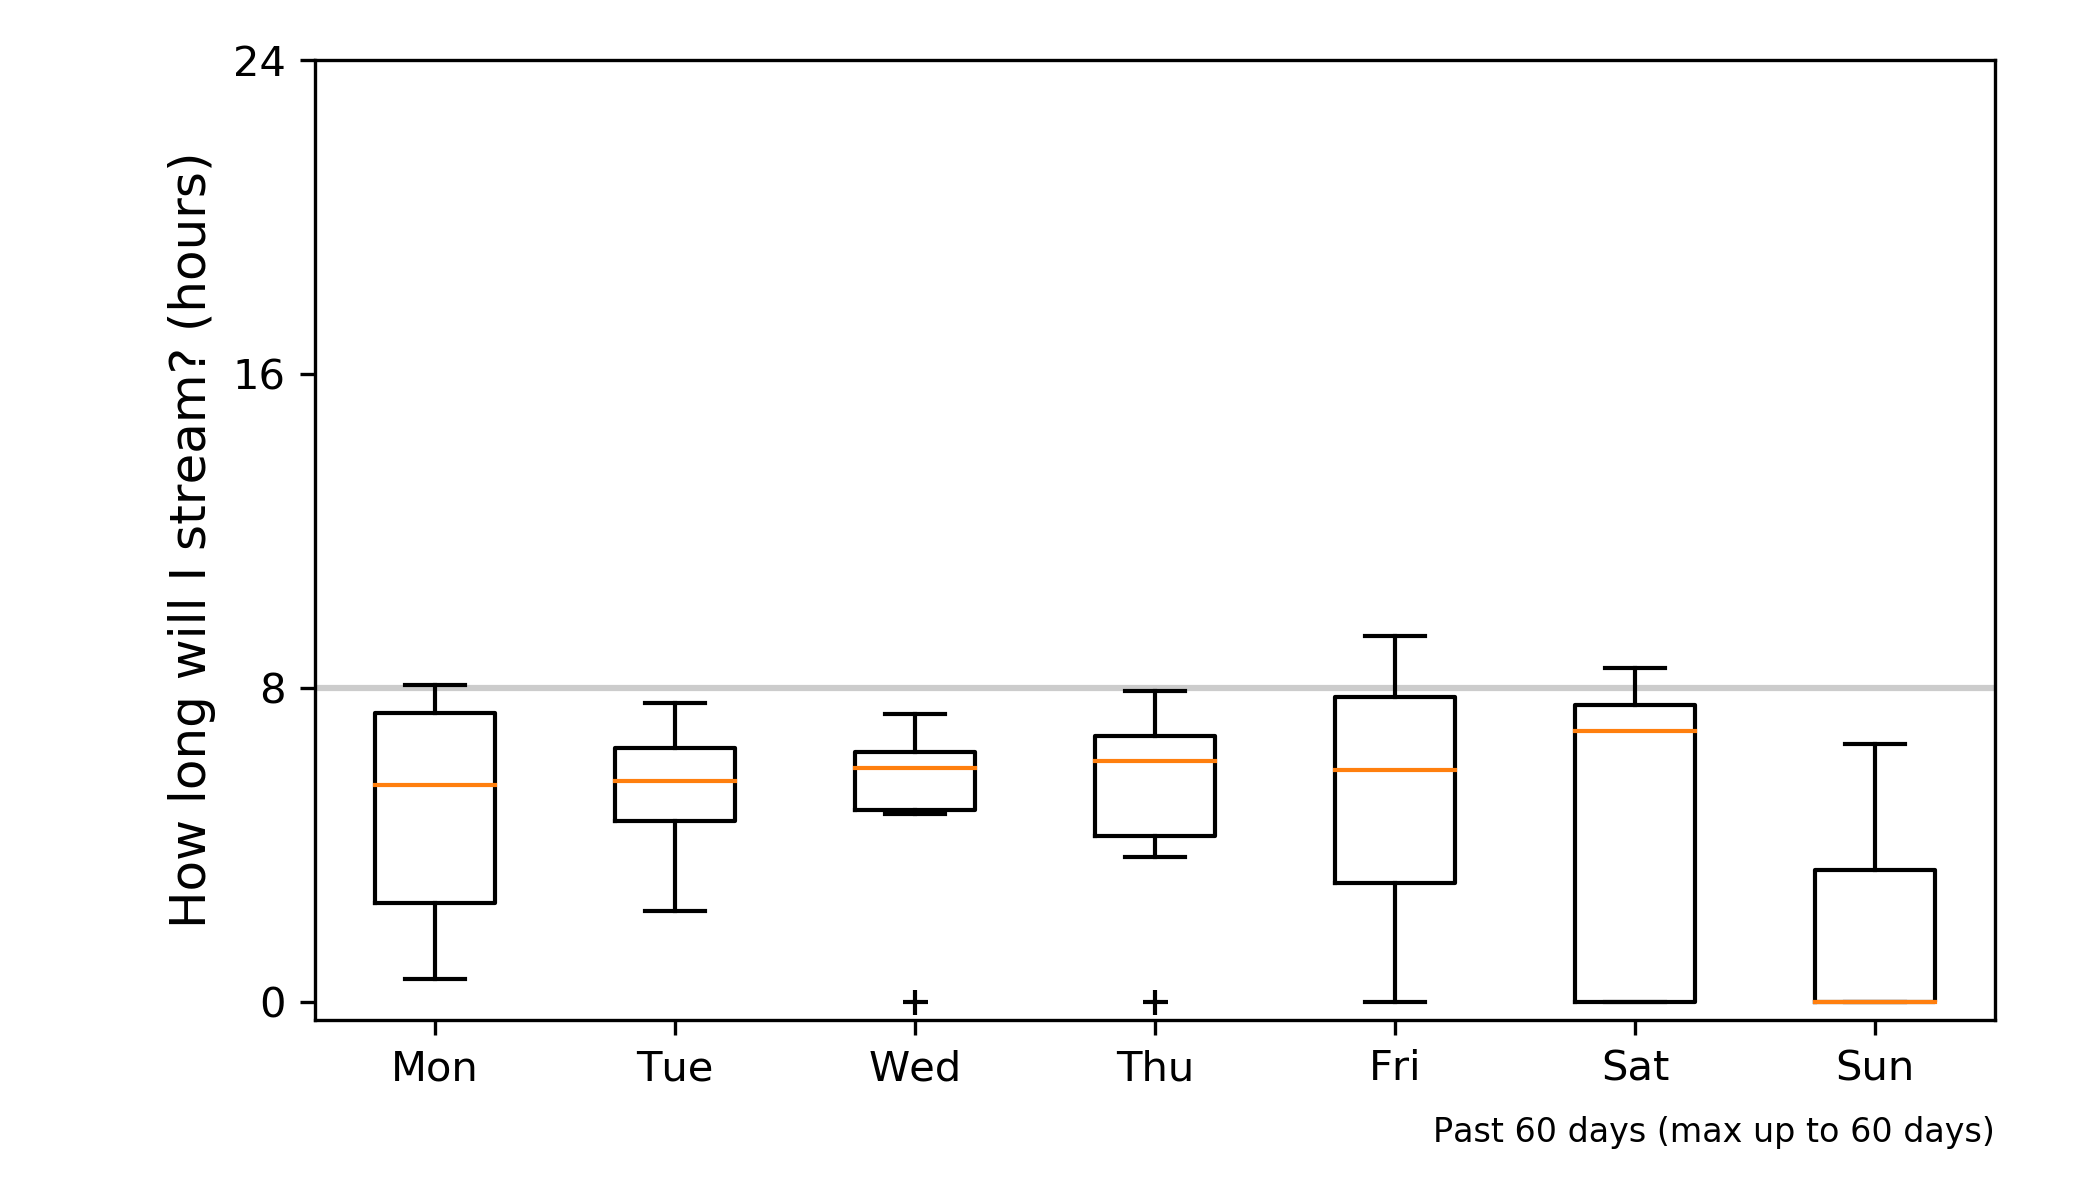 How long will I stream? (hours)
24
16
8
0
Mon Tue Wed Thu Fri Sat Sun
Past 60 days (max up to 60 days)